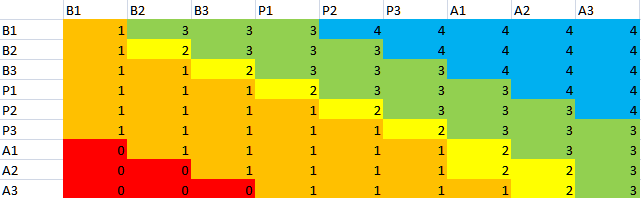 B1 B2 B3 P1 P2 P3 A1 A2 A3
B1 1 3 3 3 4 4 4 4 4
B2 1 2 3 3 3 4 4 4 4
B3 1 1 2 3 3 3 4 4 4
P1 1 1 1 2 3 3 3 4 4
P2 1 1 1 1 2 3 3 3 4
P3 1 1 1 1 1 2 3 3 3
A1 0 1 1 1 1 1 2 3 3
A2 0 0 1 1 1 1 2 2 3
A3 0 0 0 1 1 1 1 2 3